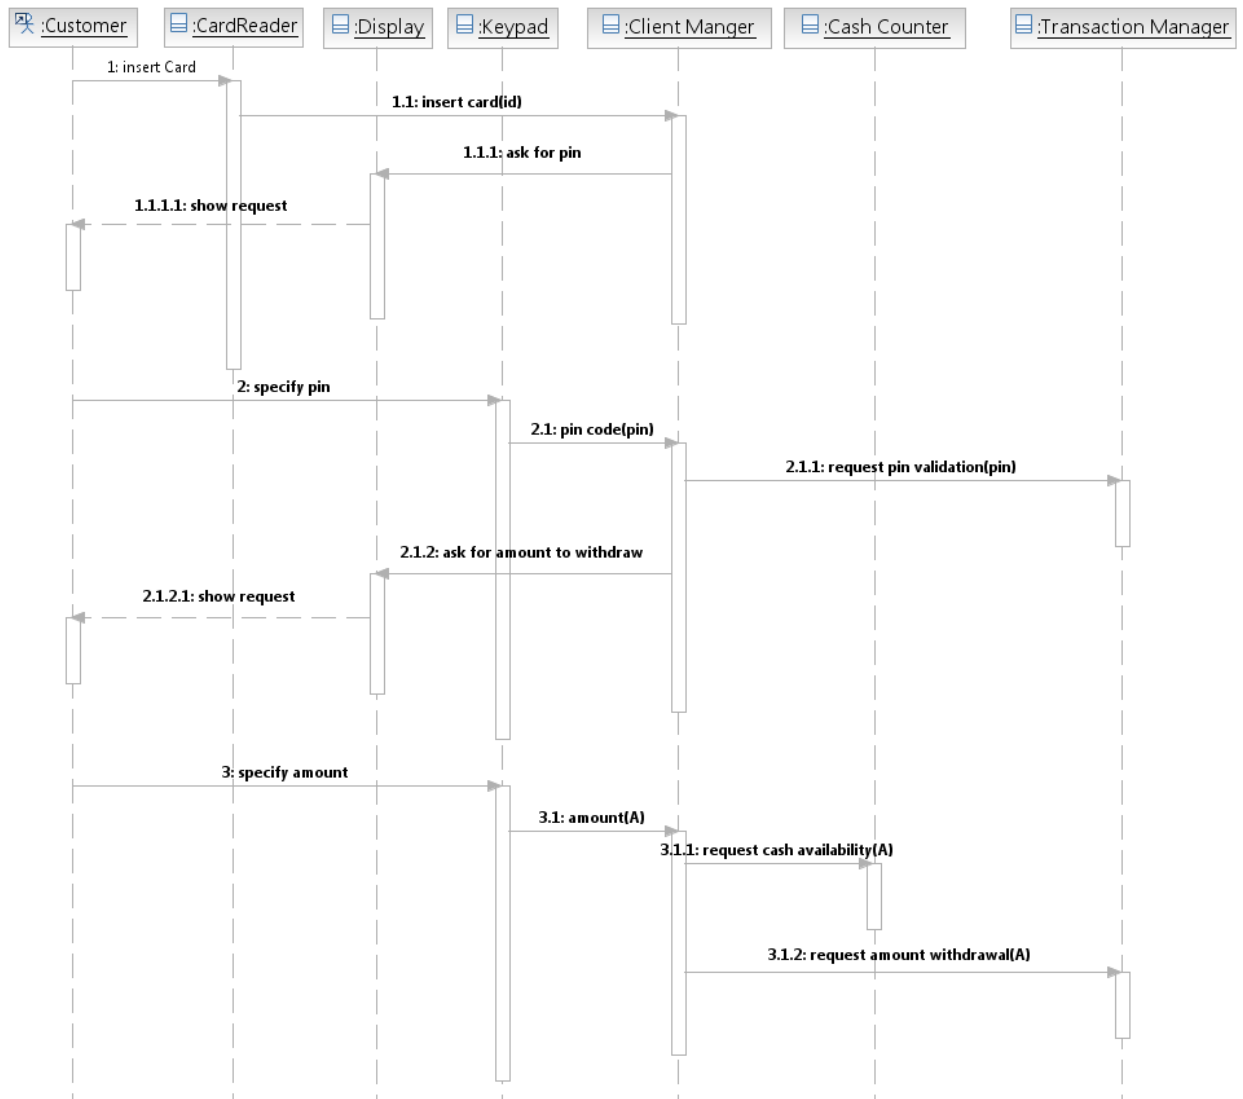 :Customer
:CardReader
:Display
:Keypad
:Client Manger
:Cash Counter
:Transaction Manager
1: insert Card
1.1: insert card(id)
1.1.1: ask for pin
1.1.1.1: show request
2: specify pin
2.1: pin code(pin)
2.1.1: request pin validation(pin)
2.1.2: ask for amount to withdraw
2.1.2.1: show request
3: specify amount
3.1: amount(A)
3.1.1: request cash availability(A)
3.1.2: request amount withdrawal(A)